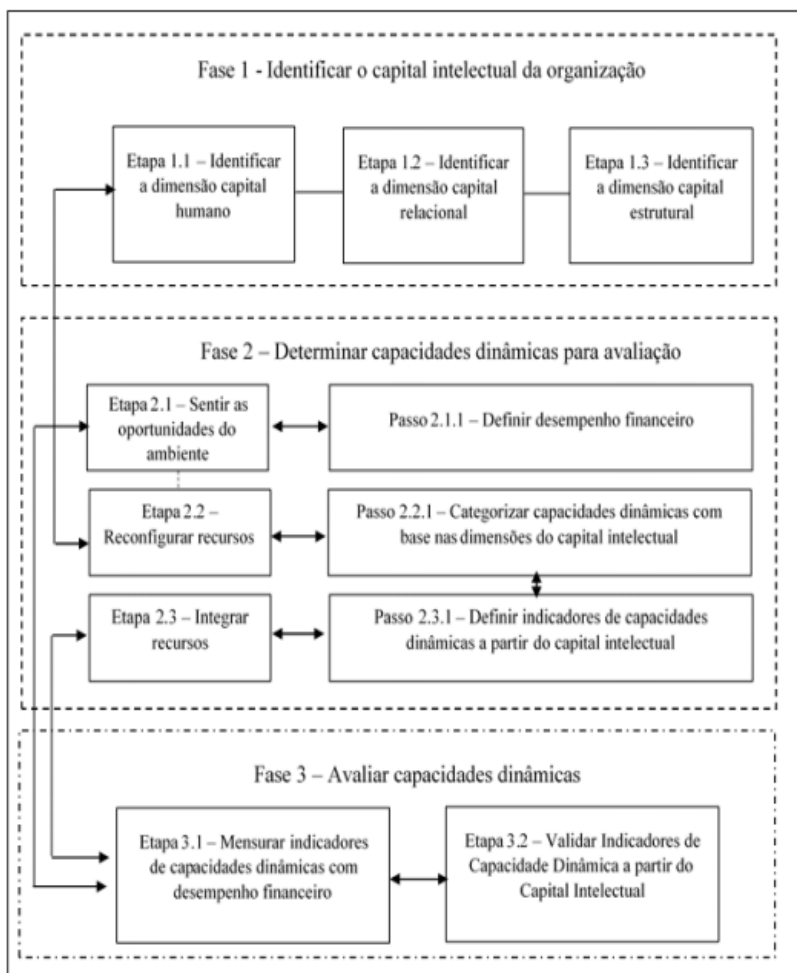 Fase 1 - Identificar o capital intelectual da organização
Etapa 1.1 – Identificar
a dimensão capital
humano
Etapa 1.2 – Identificar
a dimensão capital
relacional
Etapa 1.3 – Identificar
a dimensão capital
estrutural
Fase 2 – Determinar capacidades dinâmicas para avaliação
Etapa 2.1 – Sentir as
oportunidades do
ambiente
Passo 2.1.1 – Definir desempenho financeiro
Etapa 2.2 –
Reconfigurar recursos
Passo 2.2.1 – Categorizar capacidades dinâmicas com
base nas dimensões do capital intelectual
Etapa 2.3 – Integrar
recursos
Passo 2.3.1 – Definir indicadores de capacidades
dinâmicas a partir do capital intelectual
Fase 3 – Avaliar capacidades dinâmicas
Etapa 3.1 – Mensurar indicadores
de capacidades dinâmicas com
desempenho financeiro
Etapa 3.2 – Validar Indicadores de
Capacidade Dinâmica a partir do
Capital Intelectual